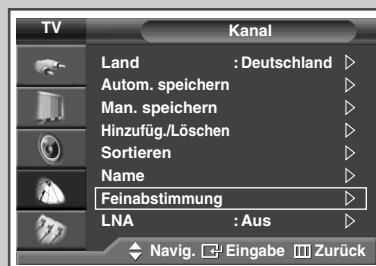 TV Kanal
Land : Deutschland
Autom. speichern
Man. speichern
Hinzufüg./Löschen
Sortieren
Name
Feinabstimmung
LNA : Aus
Navig. Eingabe Zurück